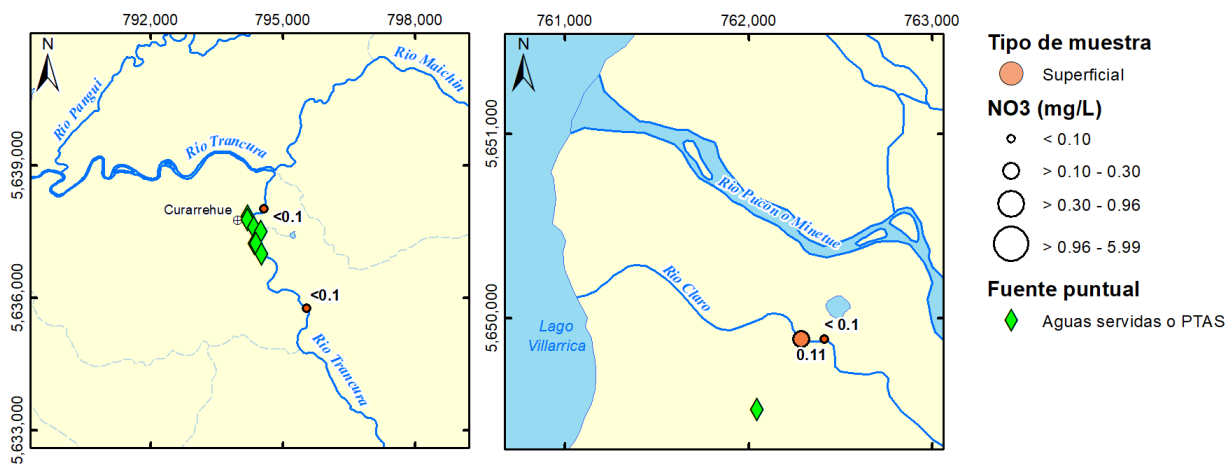 792,000
795,000
798,000
761,000
762,000
763,000
N
N
Río Maichin
Río Pangui
Río Trancura
5,639,000
Curarrehue
<0.1
5,636,000
<0.1
Río Trancura
5,633,000
5,651,000
Río Pucón o Minetue
Río Claro
5,650,000
Lago
Villarrica
< 0.1
0.11
Tipo de muestra
Superficial
NO3 (mg/L)
< 0.10
> 0.10 - 0.30
> 0.30 - 0.96
> 0.96 - 5.99
Fuente puntual
Aguas servidas o PTAS